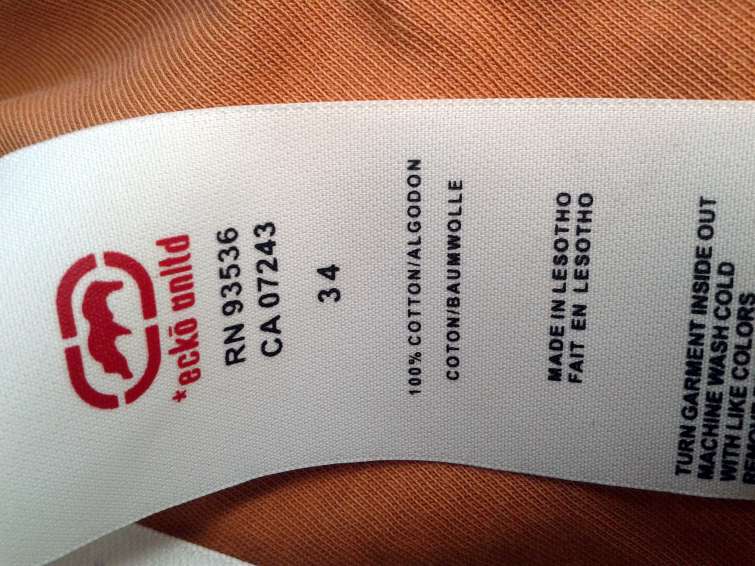 *eckō unltd
RN 93536
CA 07243
34
100% COTTON/ALGODON
COTON/BAUMWOLLE
MADE IN LESOTHO
FAIT EN LESOTHO
TURN GARMENT INSIDE OUT
MACHINE WASH COLD
WITH LIKE COLORS